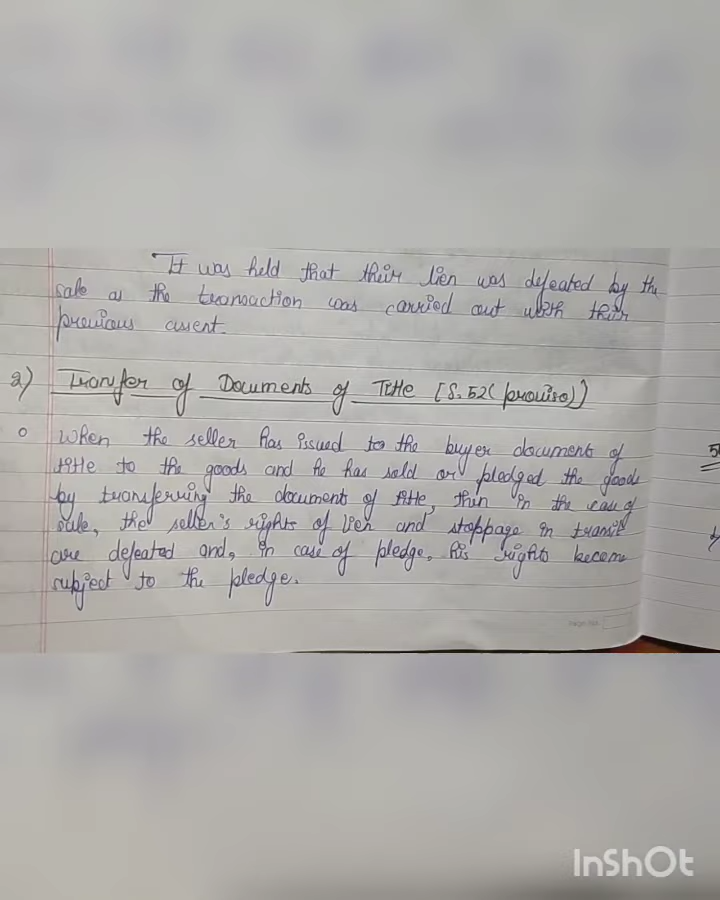 It was held that their lien was defeated by the
sale as the transaction was carried out with their
previous assent.
2) Transfer of Documents of Title [S.52(proviso)]
o When the seller has issued to the buyer document of
title to the goods and he has sold or pledged the goods
by transferring the document of title, then in the case of
sale, the seller's rights of lien and stoppage in transit
are defeated and, in case of pledge, his rights become
subject to the pledge.
InShOt